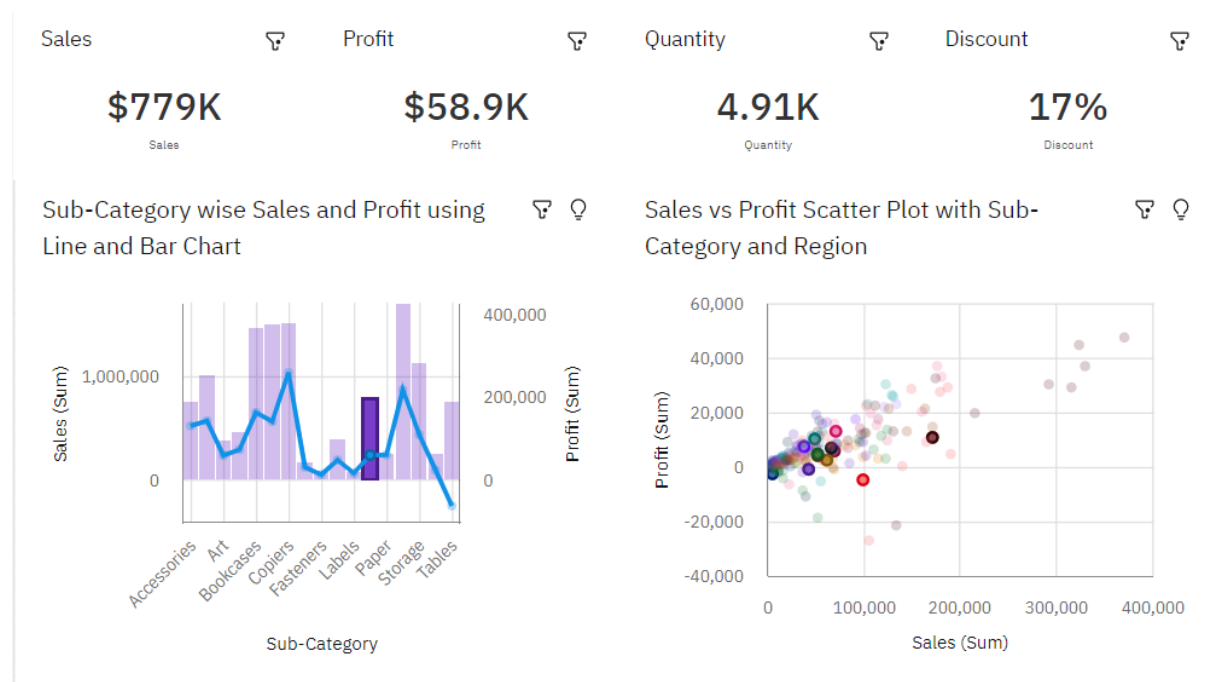 Sales
Profit
Quantity
Discount
$779K
$58.9K
4.91K
17%
Sales
Profit
Quantity
Discount
Sub-Category wise Sales and Profit using
Line and Bar Chart
Sales (Sum)
1,000,000
0
400,000
200,000
0
Profit (Sum)
Accessories
Art
Bookcases
Copiers
Fasteners
Labels
Paper
Storage
Tables
Sub-Category
Sales vs Profit Scatter Plot with Sub-
Category and Region
Profit (Sum)
60,000
40,000
20,000
0
-20,000
-40,000
0
100,000
200,000
300,000
400,000
Sales (Sum)